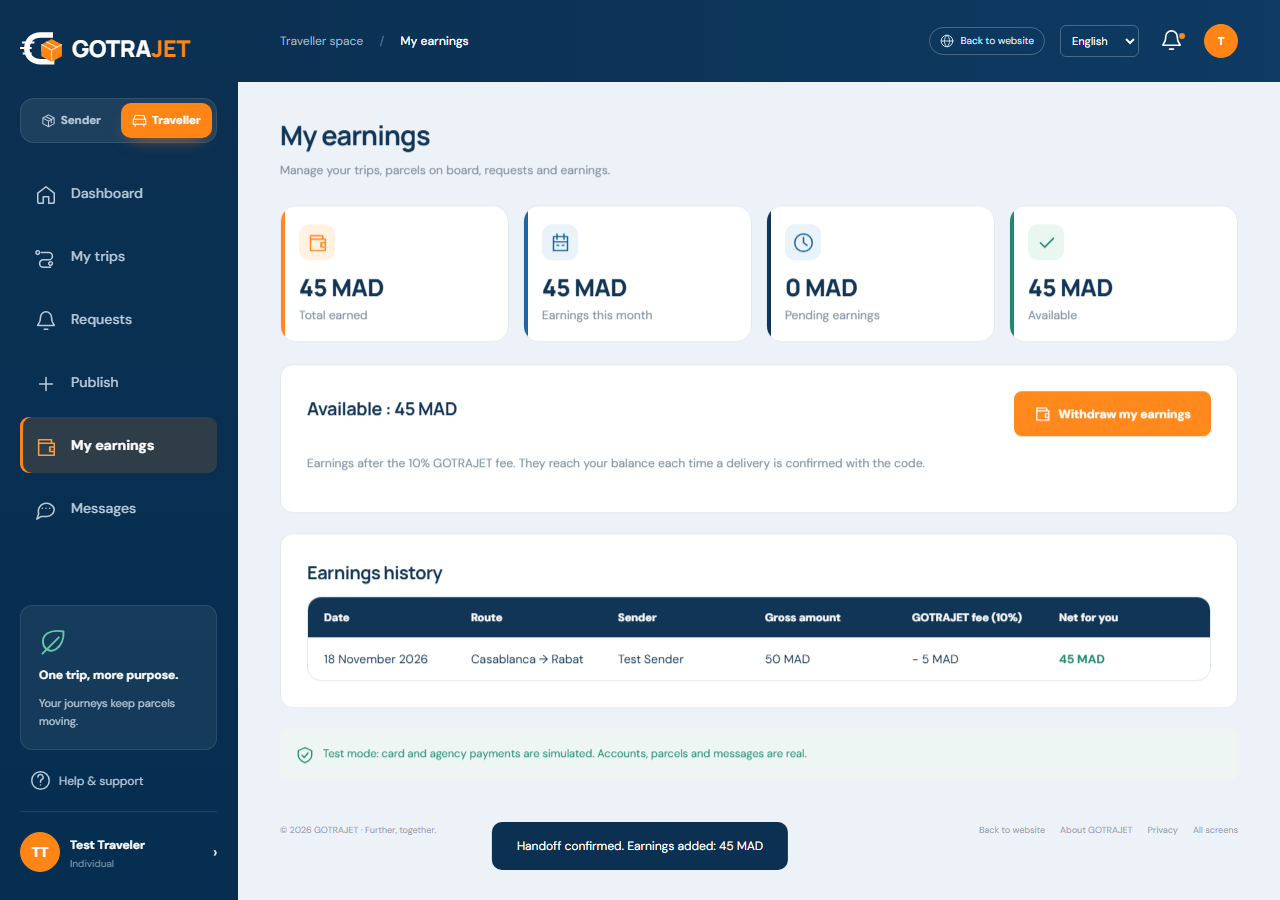 GOTRAJET
Traveller space / My earnings
Back to website
English
T
Sender
Traveller
Dashboard
My trips
Requests
Publish
My earnings
Messages
One trip, more purpose.
Your journeys keep parcels
moving.
Help & support
TT
Test Traveler
Individual
My earnings
Manage your trips, parcels on board, requests and earnings.
45 MAD
Total earned
45 MAD
Earnings this month
0 MAD
Pending earnings
45 MAD
Available
Available : 45 MAD
Withdraw my earnings
Earnings after the 10% GOTRAJET fee. They reach your balance each time a delivery is confirmed with the code.
Earnings history
Date Route Sender Gross amount GOTRAJET fee (10%) Net for you
18 November 2026 Casablanca → Rabat Test Sender 50 MAD - 5 MAD 45 MAD
Test mode: card and agency payments are simulated. Accounts, parcels and messages are real.
© 2026 GOTRAJET · Further, together.
Back to website About GOTRAJET Privacy All screens
Handoff confirmed. Earnings added: 45 MAD